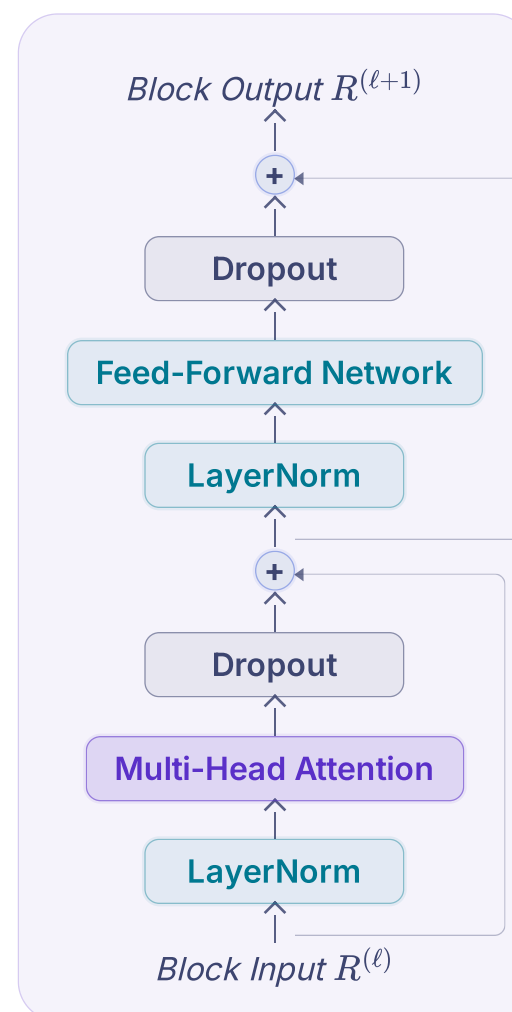 Block Output R^(ℓ+1)
+
Dropout
Feed-Forward Network
LayerNorm
+
Dropout
Multi-Head Attention
LayerNorm
Block Input R^(ℓ)